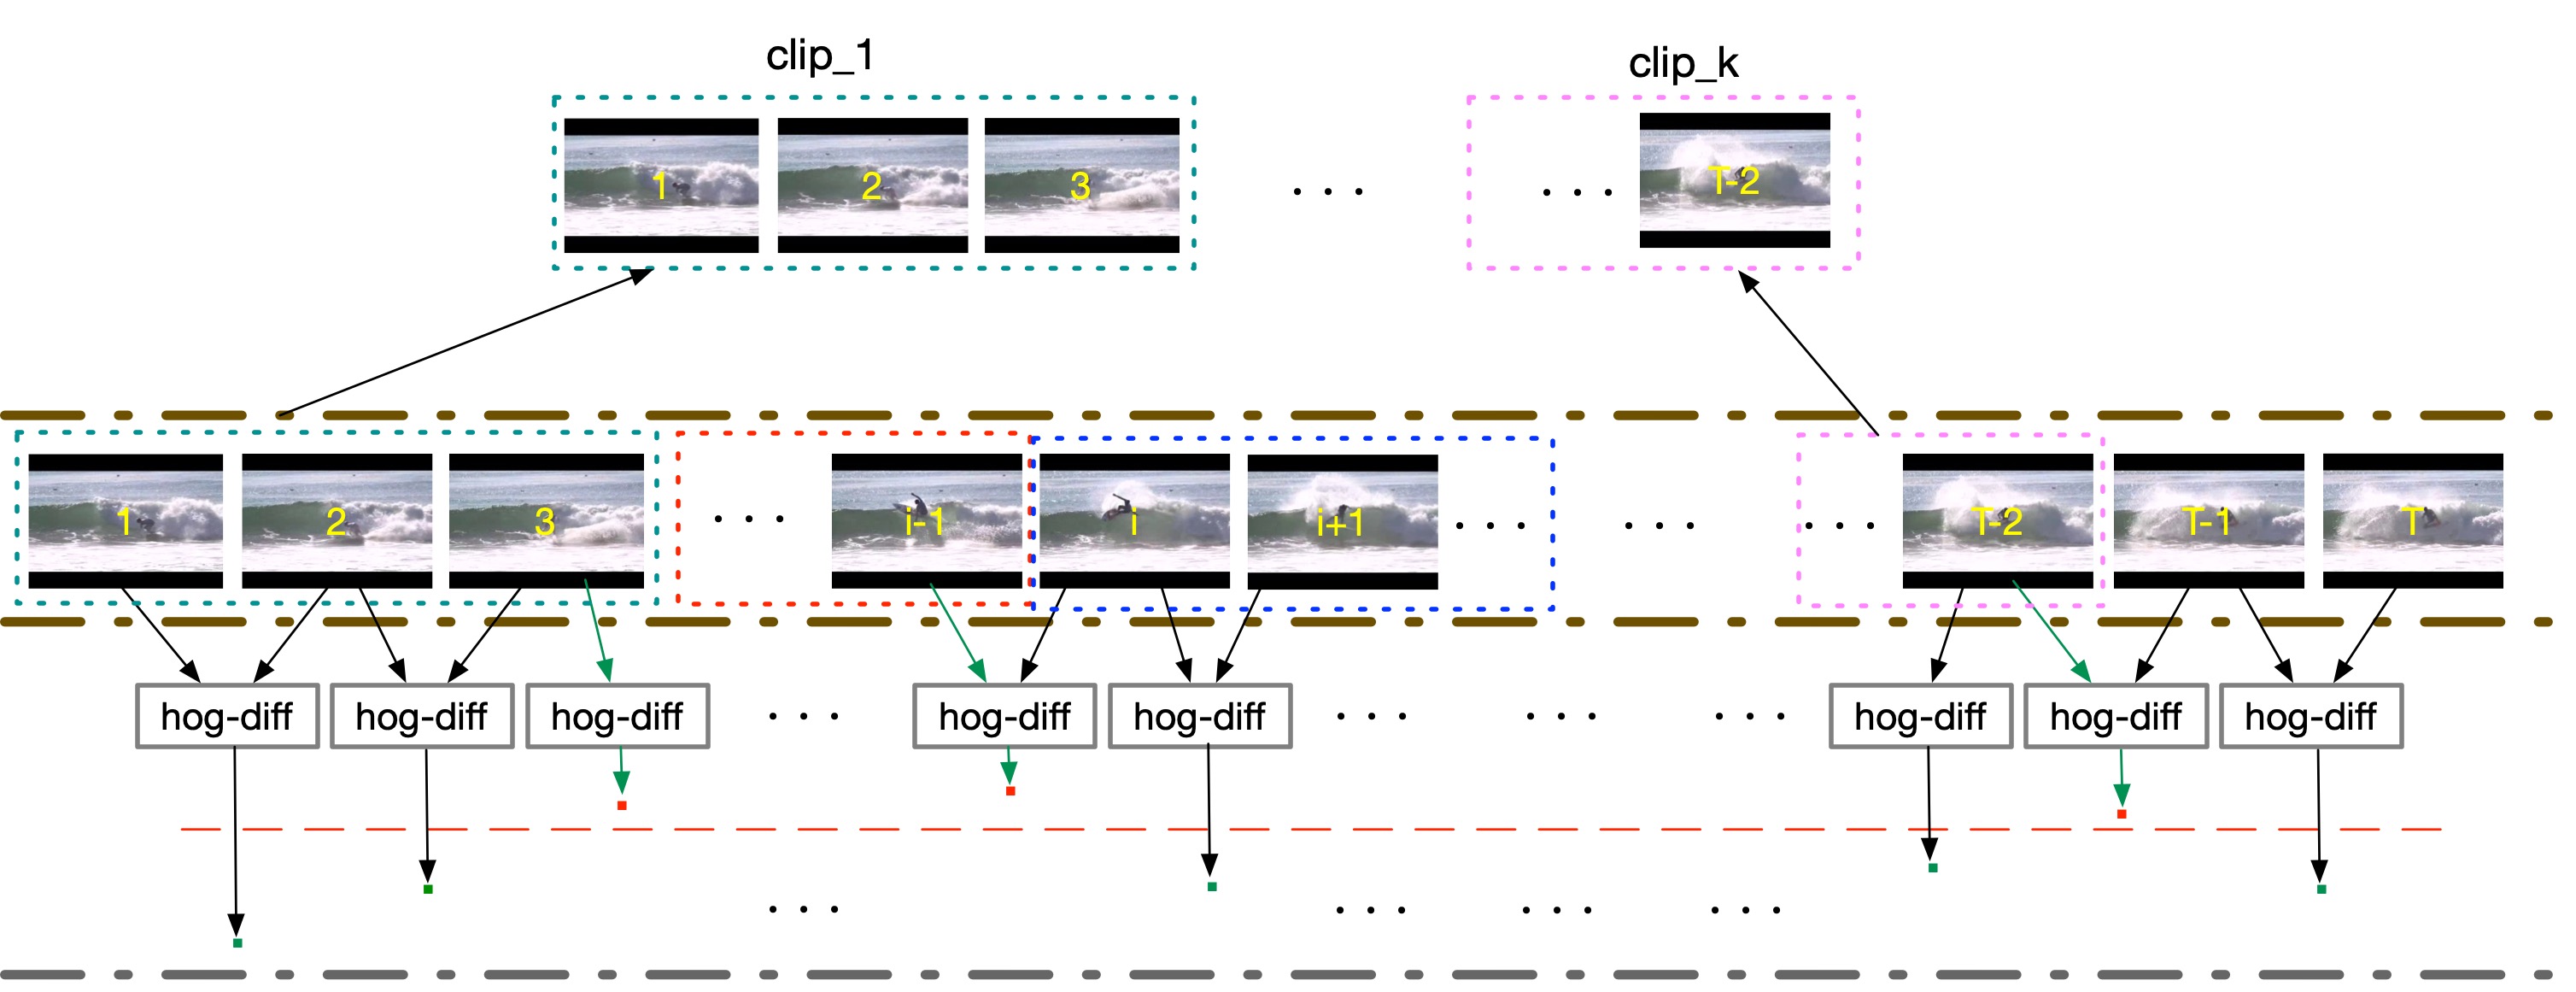 clip_1
clip_k
1 2 3 . . . . . . T-2
1 2 3 . . . i-1 i i+1 . . . . . . . . . T-2 T-1 T
hog-diff hog-diff hog-diff . . . hog-diff hog-diff . . . . . . . . . hog-diff hog-diff hog-diff
. . . . . . . . . . . .